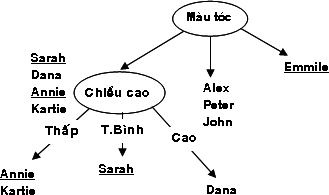 Màu tóc
Sarah
Dana
Annie
Kartie
Chiều cao
Alex
Peter
John
Emmile
Thấp
T.Bình
Cao
Annie
Kartie
Sarah
Dana